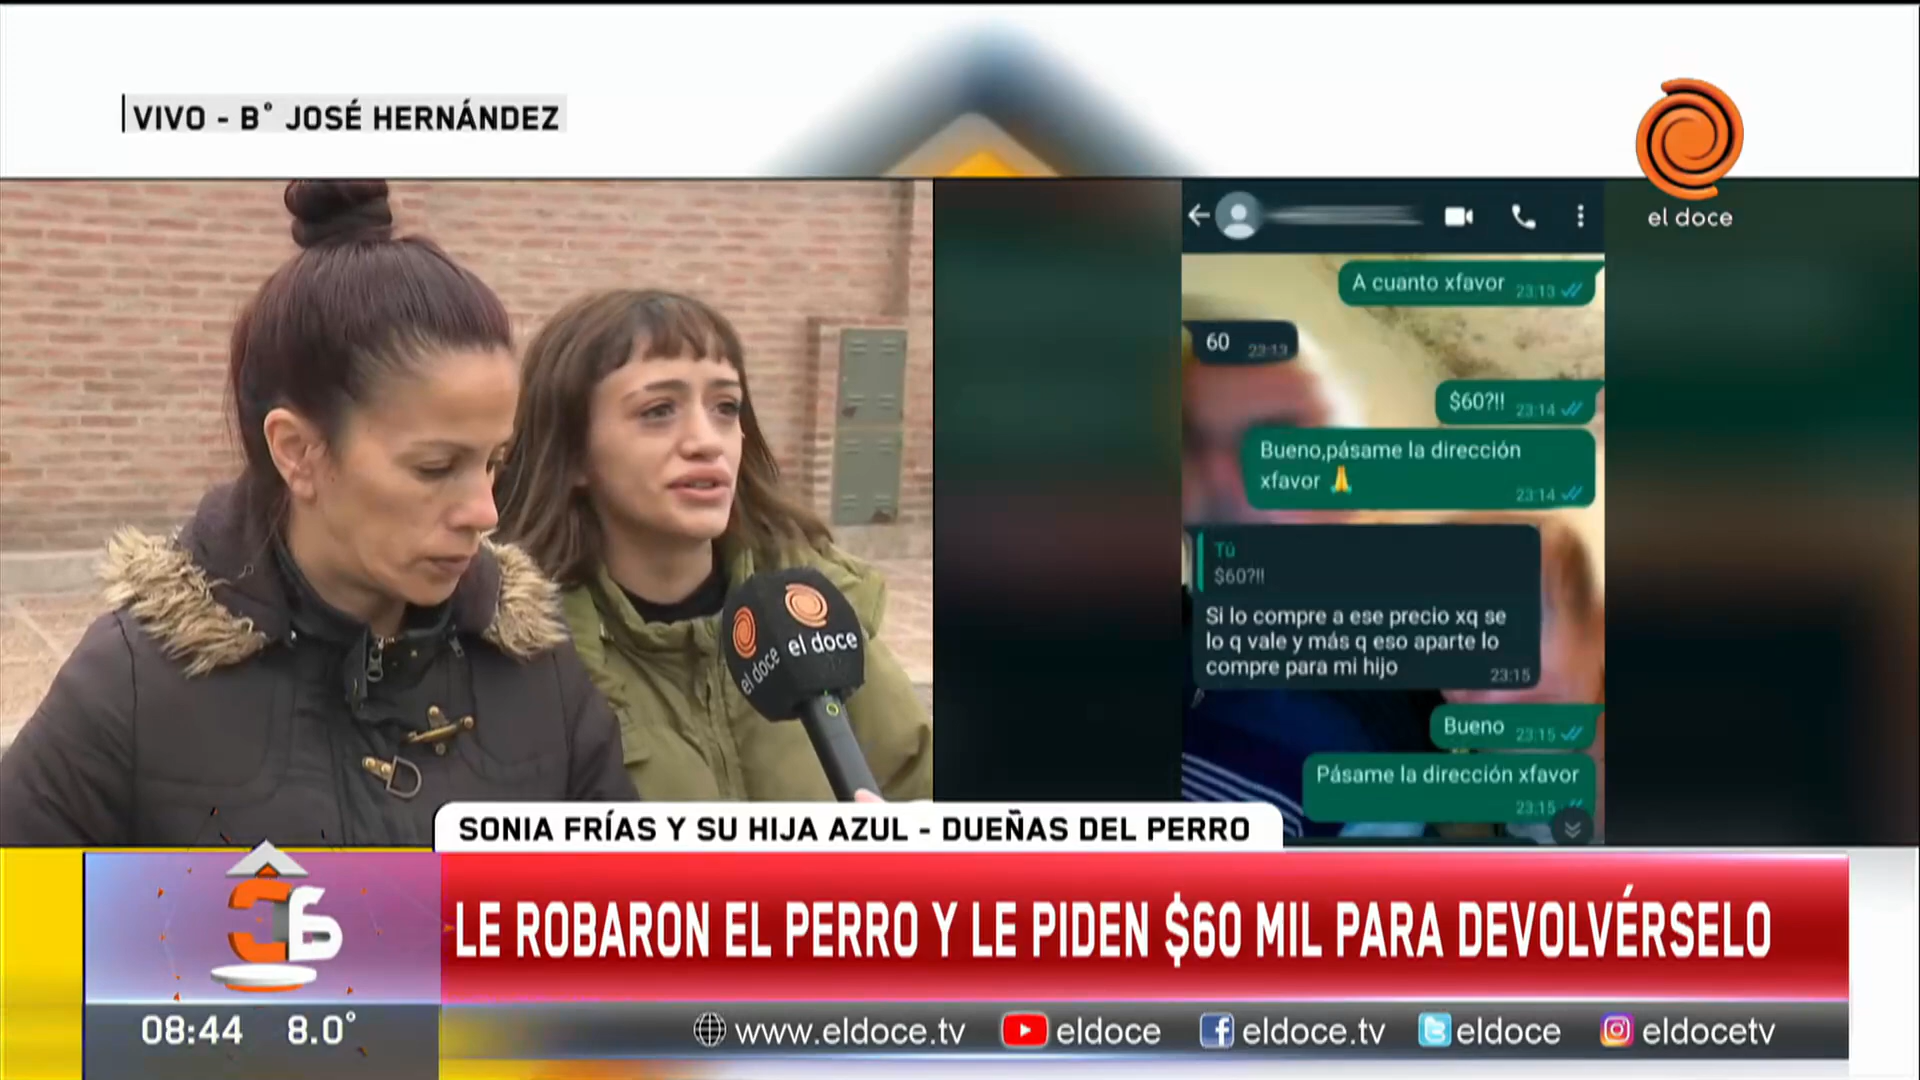 VIVO - B° JOSÉ HERNÁNDEZ
el doce
A cuanto xfavor 23:13
60 23:13
$60?!! 23:14
Bueno,pásame la dirección
xfavor 🙏
23:14
Tú
$60?!!
Si lo compre a ese precio xq se
lo q vale y más q eso aparte lo
compre para mi hijo
23:15
Bueno 23:15
Pásame la dirección xfavor
23:15
el doce
el doce
SONIA FRÍAS Y SU HIJA AZUL - DUEÑAS DEL PERRO
LE ROBARON EL PERRO Y LE PIDEN $60 MIL PARA DEVOLVÉRSELO
08:44 8.0°
www.eldoce.tv eldoce eldoce.tv eldoce eldocetv